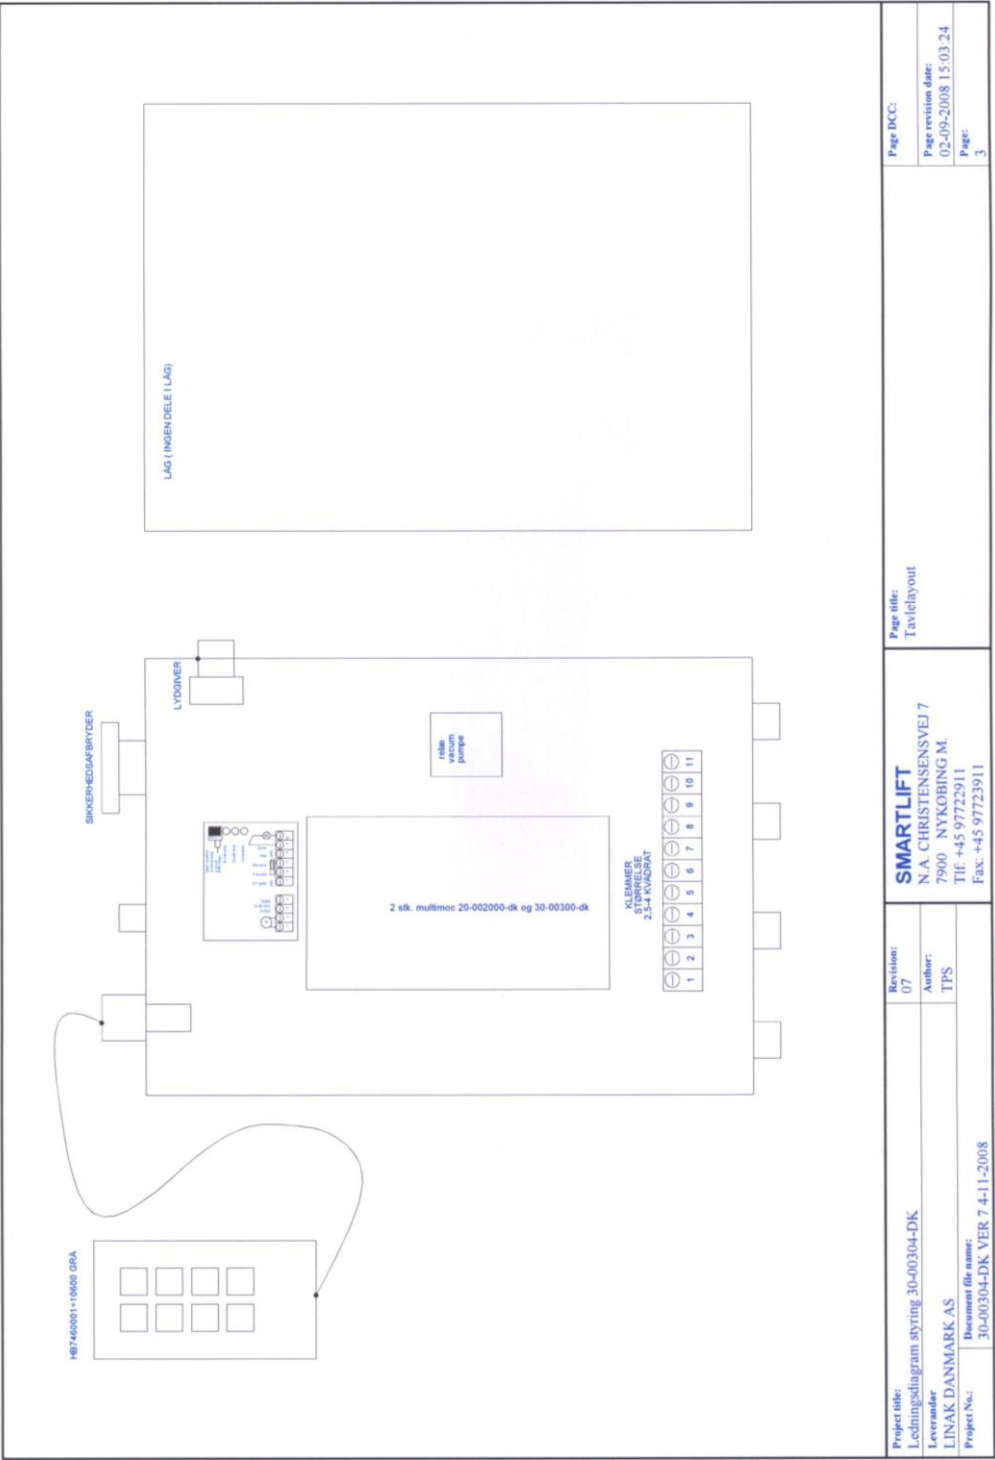 HB7460001+10600 GRA
SIKKERHEDSAFBRYDER
LYDGIVER
LÅG ( INGEN DELE I LÅG)
2 stk. multimoc 20-002000-dk og 30-00300-dk
relæ
vacum
pumpe
KLEMMER
STØRRELSE
2,5-4 KVADRAT
1 2 3 4 5 6 7 8 9 10 11
Project title:
Ledningsdiagram styring 30-00304-DK
Leverandør
LINAK DANMARK AS
Project No.:
Document file name:
30-00304-DK VER 7 4-11-2008
Revision:
07
Author:
TPS
SMARTLIFT
N.A. CHRISTENSENSVEJ 7
7900 NYKØBING M.
Tlf. +45 97722911
Fax: +45 97723911
Page title:
Tavlelayout
Page DCC:
Page revision date:
02-09-2008 15:03:24
Page:
3